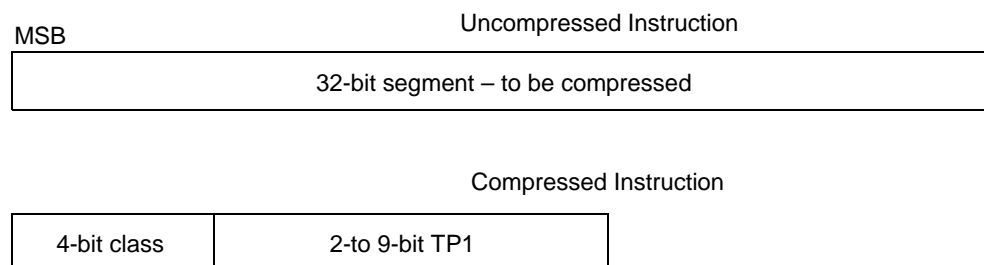 Uncompressed Instruction
MSB
32-bit segment – to be compressed
Compressed Instruction
4-bit class
2-to 9-bit TP1